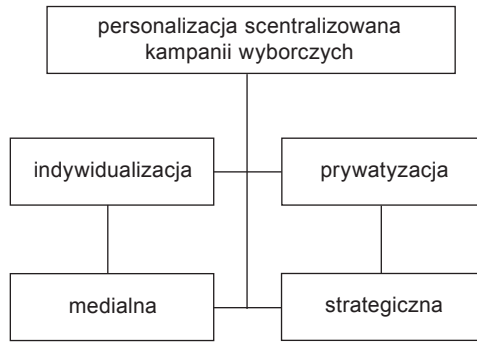 personalizacja scentralizowana
kampanii wyborczych
indywidualizacja
prywatyzacja
medialna
strategiczna